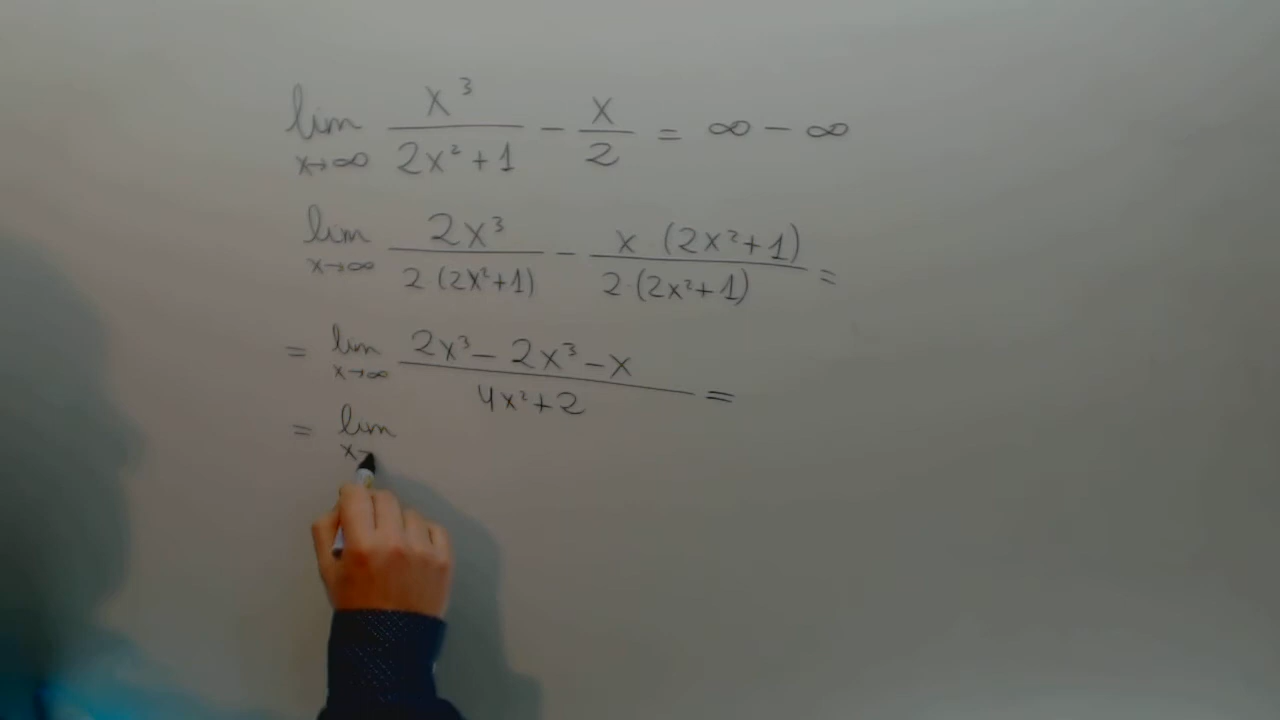 lim x→∞ x³/(2x²+1) − x/2 = ∞ − ∞
lim x→∞ 2x³/(2·(2x²+1)) − x·(2x²+1)/(2·(2x²+1)) =
= lim x→∞ (2x³ − 2x³ − x)/(4x²+2) =
= lim x→